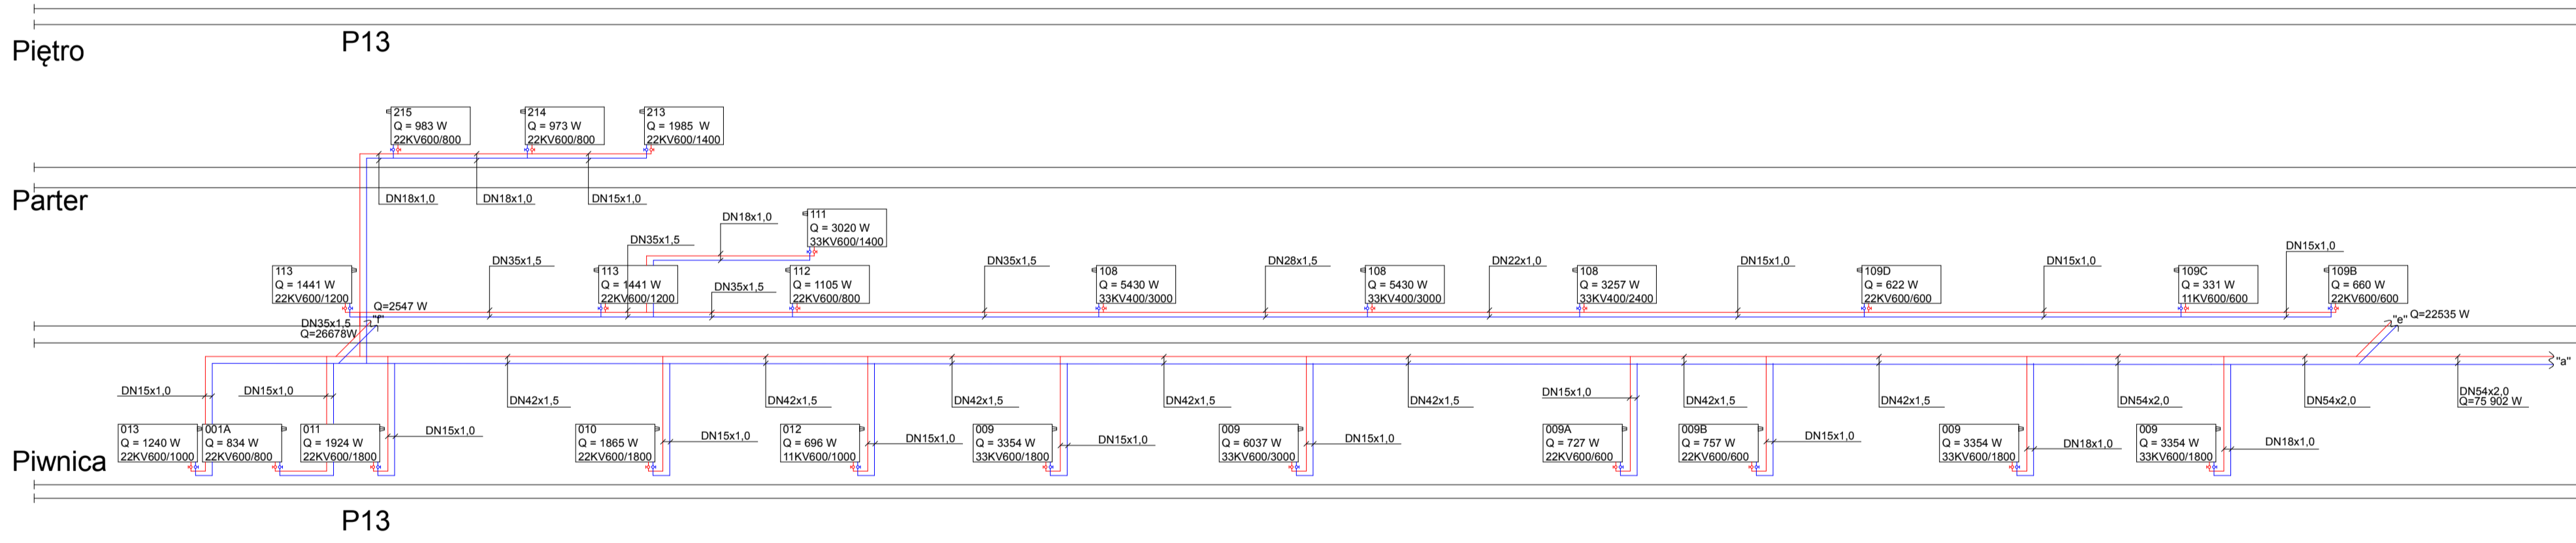 P13
Piętro
215
Q = 983 W
22KV600/800
214
Q = 973 W
22KV600/800
213
Q = 1985  W
22KV600/1400
DN18x1,0
DN18x1,0
DN15x1,0
Parter
111
Q = 3020 W
33KV600/1400
DN18x1,0
DN35x1,5
DN35x1,5
DN35x1,5
DN35x1,5
DN28x1,5
DN22x1,0
DN15x1,0
DN15x1,0
DN15x1,0
113
Q = 1441 W
22KV600/1200
113
Q = 1441 W
22KV600/1200
112
Q = 1105 W
22KV600/800
108
Q = 5430 W
33KV400/3000
108
Q = 5430 W
33KV400/3000
108
Q = 3257 W
33KV400/2400
109D
Q = 622 W
22KV600/600
109C
Q = 331 W
11KV600/600
109B
Q = 660 W
22KV600/600
Q=2547 W
"f"
DN35x1,5
Q=26678W
"e"
Q=22535 W
"a"
DN15x1,0
DN15x1,0
DN42x1,5
DN42x1,5
DN42x1,5
DN42x1,5
DN42x1,5
DN15x1,0
DN42x1,5
DN42x1,5
DN54x2,0
DN54x2,0
DN54x2,0
Q=75 902 W
Piwnica
013
Q = 1240 W
22KV600/1000
001A
Q = 834 W
22KV600/800
011
Q = 1924 W
22KV600/1800
DN15x1,0
010
Q = 1865 W
22KV600/1800
DN15x1,0
012
Q = 696 W
11KV600/1000
DN15x1,0
009
Q = 3354 W
33KV600/1800
DN15x1,0
009
Q = 6037 W
33KV600/3000
DN15x1,0
009A
Q = 727 W
22KV600/600
009B
Q = 757 W
22KV600/600
DN15x1,0
009
Q = 3354 W
33KV600/1800
DN18x1,0
009
Q = 3354 W
33KV600/1800
DN18x1,0
P13